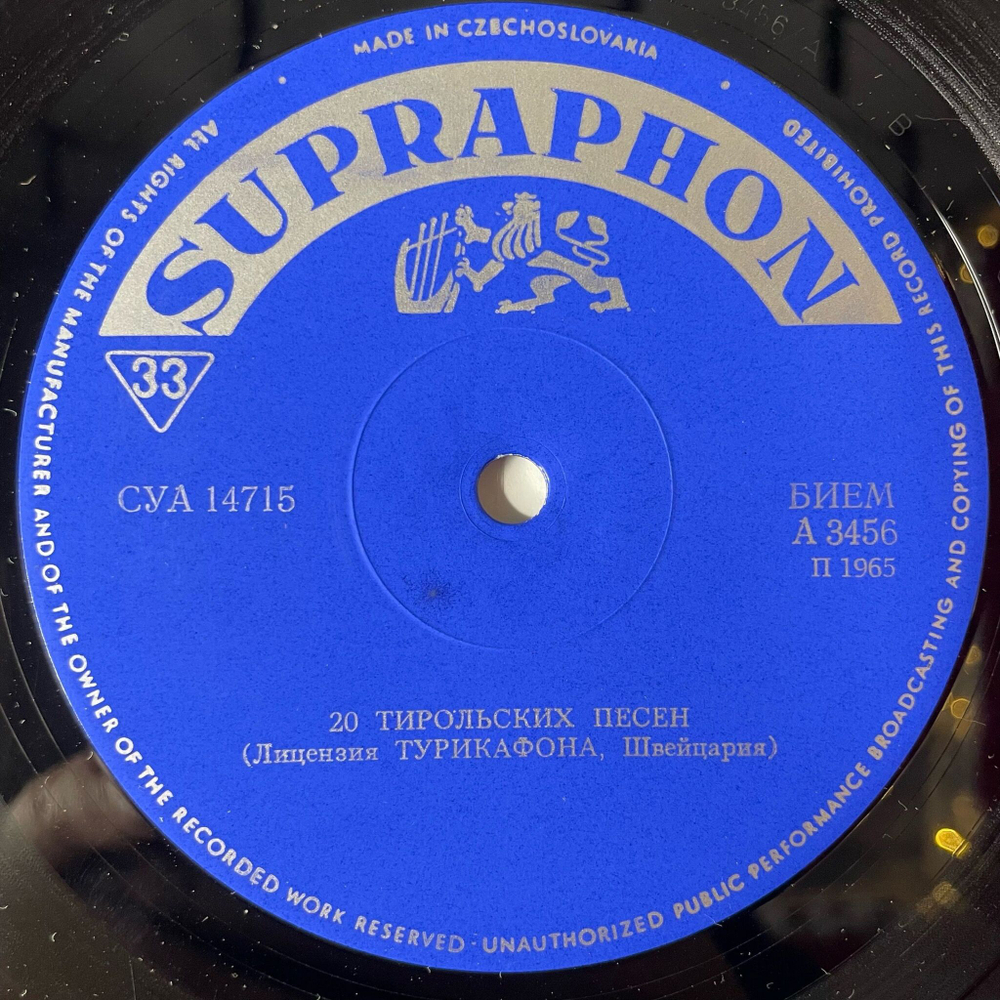 MADE IN CZECHOSLOVAKIA
SUPRAPHON
33
СУА 14715
БИЕМ
А 3456
П 1965
20 ТИРОЛЬСКИХ ПЕСЕН
(Лицензия ТУРИКАФОНА, Швейцария)
ALL RIGHTS OF THE MANUFACTURER AND OF THE OWNER OF THE RECORDED WORK RESERVED · UNAUTHORIZED PUBLIC PERFORMANCE BROADCASTING AND COPYING OF THIS RECORD PROHIBITED
3456 A
B